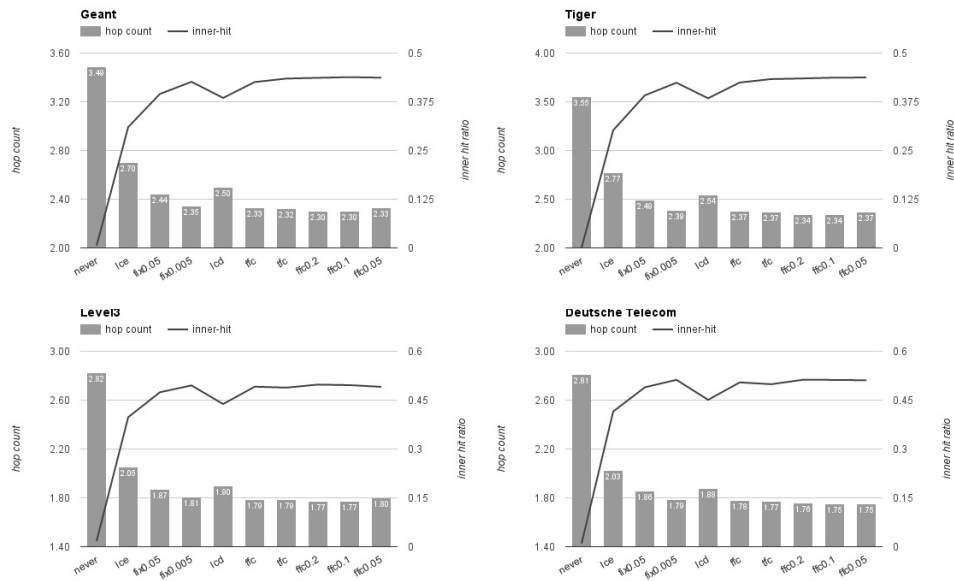 Geant
hop count inner-hit
3.60
3.20
2.80
2.40
2.00
hop count
0.5
0.375
0.25
0.125
0
inner hit ratio
3.49 2.70 2.44 2.35 2.50 2.33 2.32 2.30 2.30 2.33
never lce fix0.05 fix0.005 lcd ffc tfc ffc0.2 ffc0.1 ffc0.05
Tiger
hop count inner-hit
4.00
3.50
3.00
2.50
2.00
hop count
0.5
0.375
0.25
0.125
0
inner hit ratio
3.55 2.77 2.49 2.39 2.54 2.37 2.37 2.34 2.34 2.37
never lce fix0.05 fix0.005 lcd ffc tfc ffc0.2 ffc0.1 ffc0.05
Level3
hop count inner-hit
3.00
2.60
2.20
1.80
1.40
hop count
0.6
0.45
0.3
0.15
0
inner hit ratio
2.82 2.05 1.87 1.81 1.90 1.79 1.79 1.77 1.77 1.80
never lce fix0.05 fix0.005 lcd ffc tfc ffc0.2 ffc0.1 ffc0.05
Deutsche Telecom
hop count inner-hit
3.00
2.60
2.20
1.80
1.40
hop count
0.6
0.45
0.3
0.15
0
inner hit ratio
2.81 2.03 1.86 1.79 1.88 1.78 1.77 1.76 1.75 1.75
never lce fix0.05 fix0.005 lcd ffc tfc ffc0.2 ffc0.1 ffc0.05